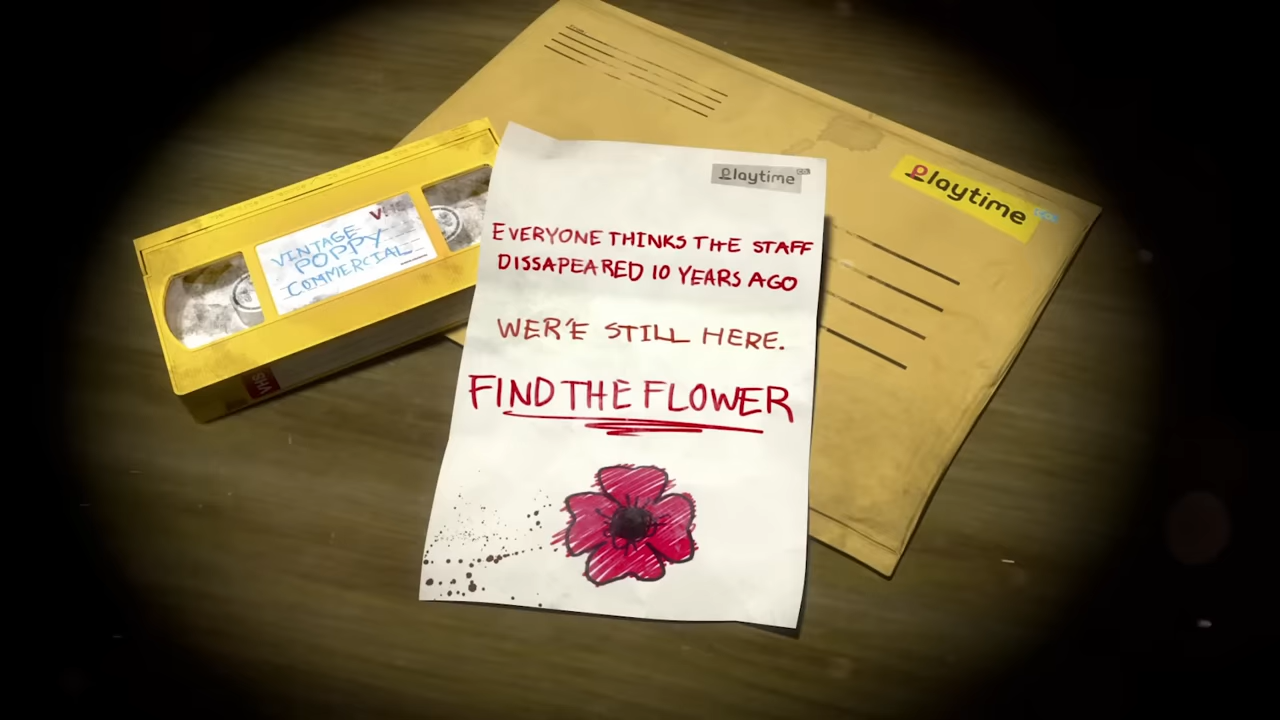 Playtime co.
VINTAGE
POPPY
COMMERCIAL
V
VHS
Playtime
EVERYONE THINKS THE STAFF
DISSAPEARED 10 YEARS AGO
WER'E STILL HERE.
FIND THE FLOWER